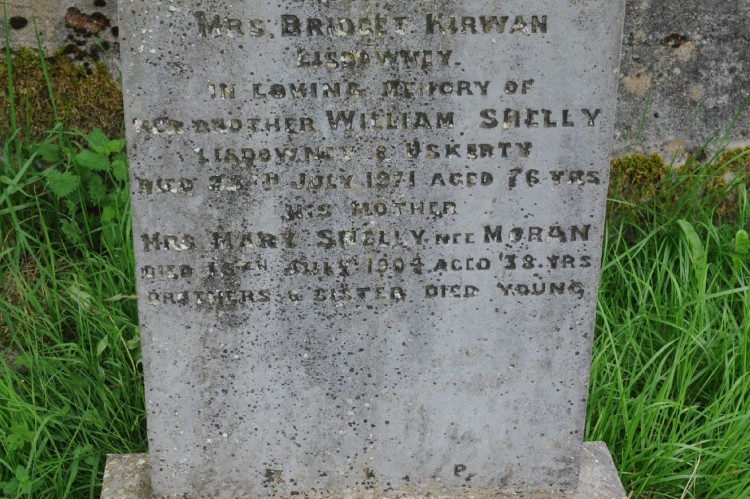 MRS. BRIDGET KIRWAN
LISDOWNEY.
IN LOVING MEMORY OF
HER BROTHER WILLIAM SHELLY
LISDOWNEY & USKERTY
DIED JULY 1971 AGED 76 YRS
HIS MOTHER
MRS MARY SHELLY NEE MORAN
DIED JULY 1904 AGED 38 YRS
BROTHERS & SISTER DIED YOUNG
R. I. P.